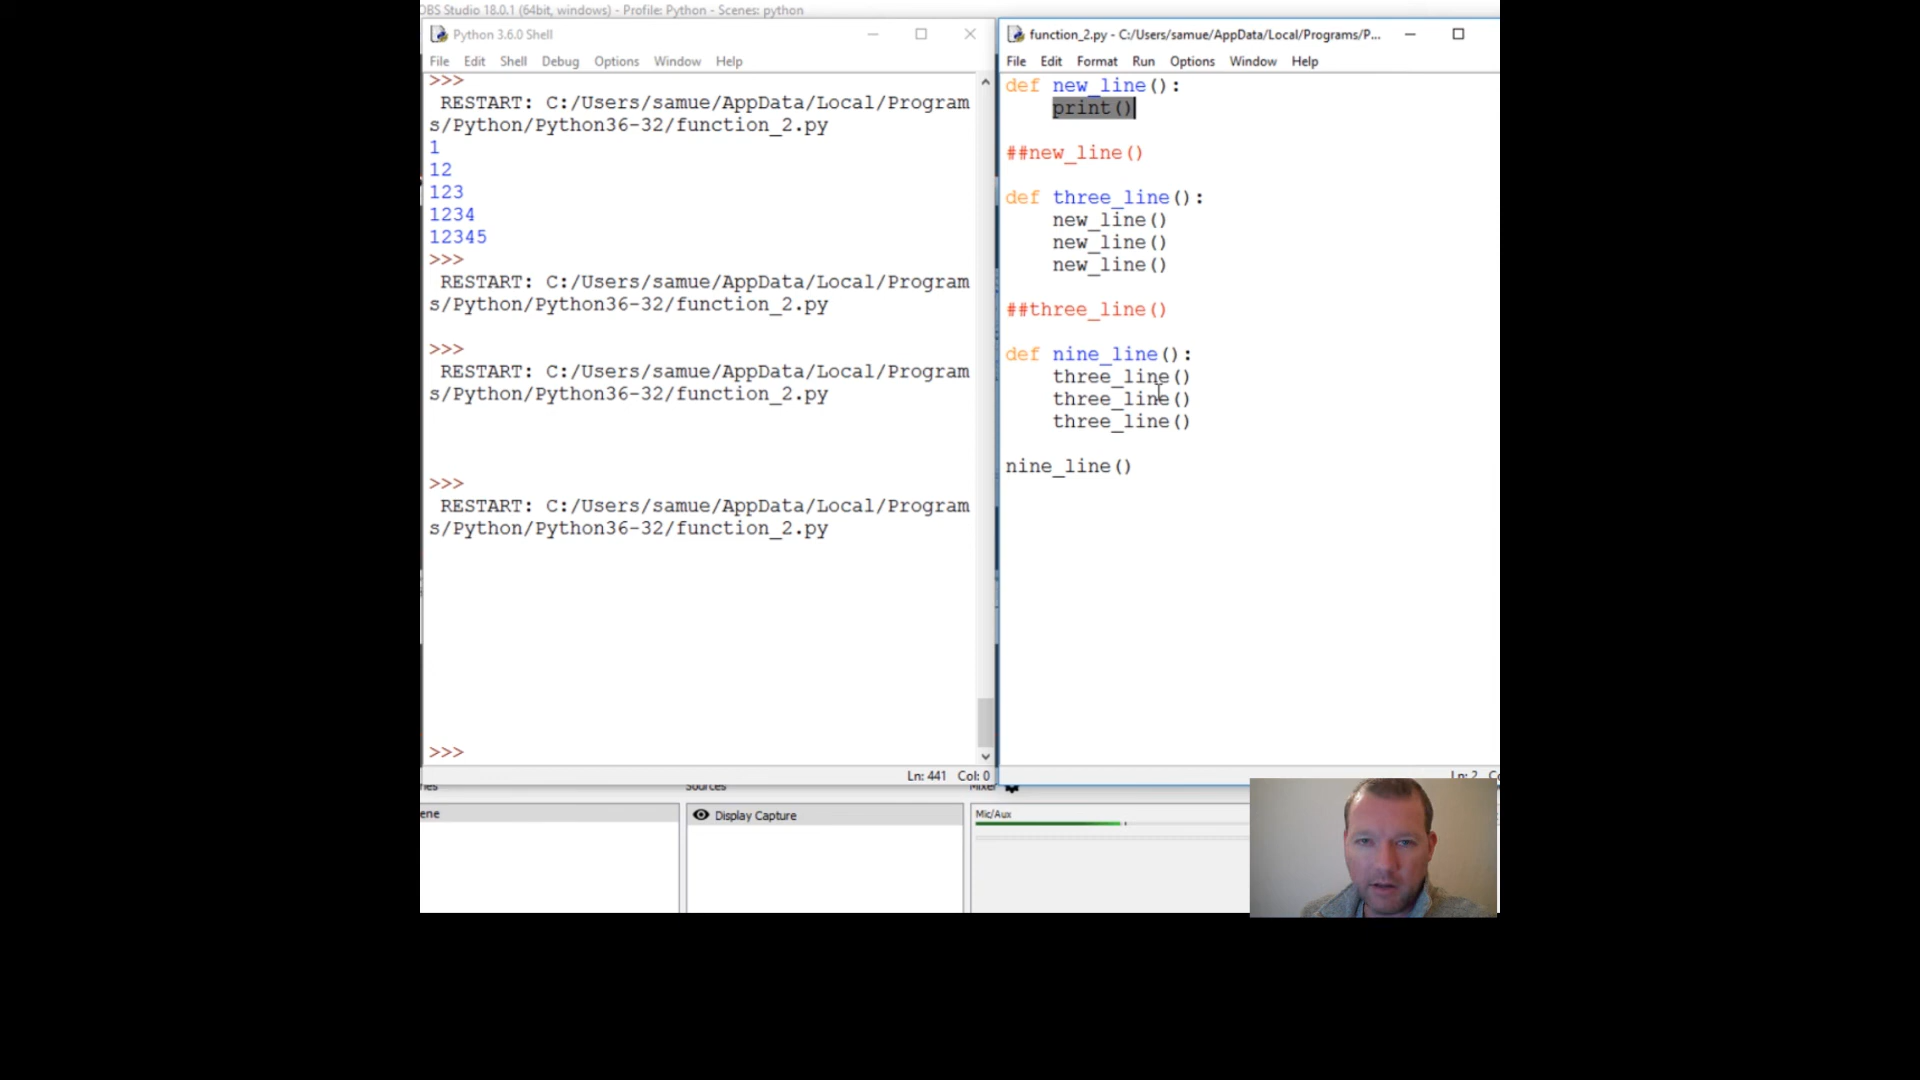 OBS Studio 18.0.1 (64bit, windows) - Profile: Python - Scenes: python
Python 3.6.0 Shell
File Edit Shell Debug Options Window Help
>>>
RESTART: C:/Users/samue/AppData/Local/Program
s/Python/Python36-32/function_2.py
1
12
123
1234
12345
>>>
RESTART: C:/Users/samue/AppData/Local/Program
s/Python/Python36-32/function_2.py
>>>
RESTART: C:/Users/samue/AppData/Local/Program
s/Python/Python36-32/function_2.py
>>>
RESTART: C:/Users/samue/AppData/Local/Program
s/Python/Python36-32/function_2.py
>>>
Ln: 441 Col: 0
function_2.py - C:/Users/samue/AppData/Local/Programs/P...
File Edit Format Run Options Window Help
def new_line():
    print()
##new_line()
def three_line():
    new_line()
    new_line()
    new_line()
##three_line()
def nine_line():
    three_line()
    three_line()
    three_line()
nine_line()
Ln: 2
Sources
Mixer
ene
Display Capture
Mic/Aux